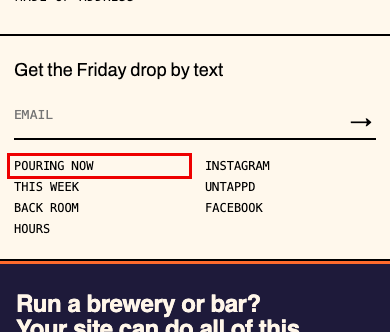 Get the Friday drop by text
EMAIL
→
POURING NOW
INSTAGRAM
THIS WEEK
UNTAPPD
BACK ROOM
FACEBOOK
HOURS
Run a brewery or bar?
Your site can do all of this